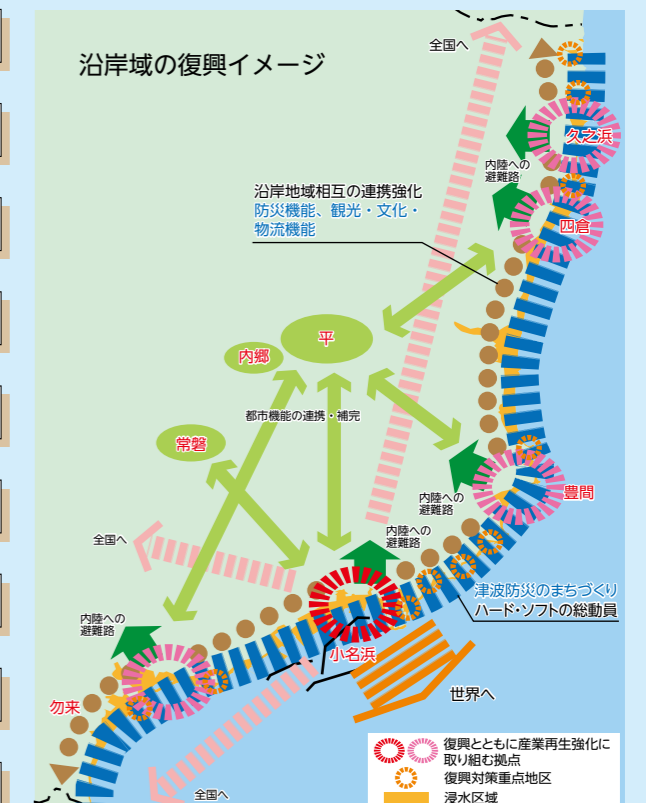 沿岸域の復興イメージ
全国へ
久之浜
内陸への
避難路
四倉
沿岸地域相互の連携強化
防災機能、観光・文化・
物流機能
平
内郷
都市機能の連携・補完
常磐
豊間
内陸への
避難路
全国へ
内陸への
避難路
津波防災のまちづくり
ハード・ソフトの総動員
内陸への
避難路
小名浜
世界へ
勿来
全国へ
復興とともに産業再生強化に
取り組む拠点
復興対策重点地区
浸水区域